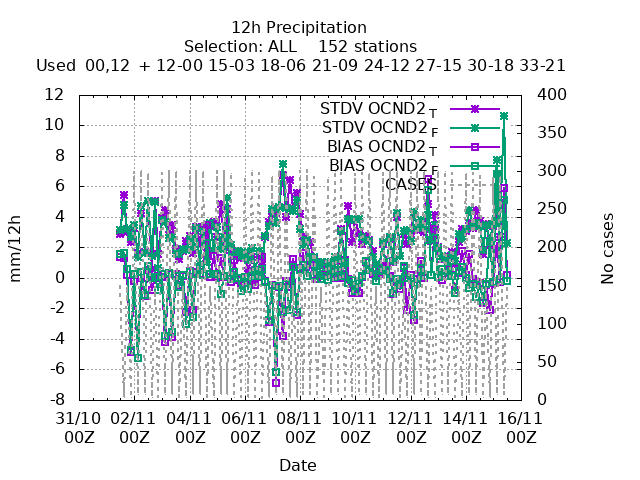 12h Precipitation
Selection: ALL    152 stations
Used  00,12  + 12-00 15-03 18-06 21-09 24-12 27-15 30-18 33-21
STDV OCND2 T
STDV OCND2 F
BIAS OCND2 T
BIAS OCND2 F
CASES
12
10
8
6
4
2
0
-2
-4
-6
-8
mm/12h
400
350
300
250
200
150
100
50
0
No cases
31/10 02/11 04/11 06/11 08/11 10/11 12/11 14/11 16/11
00Z 00Z 00Z 00Z 00Z 00Z 00Z 00Z 00Z
Date